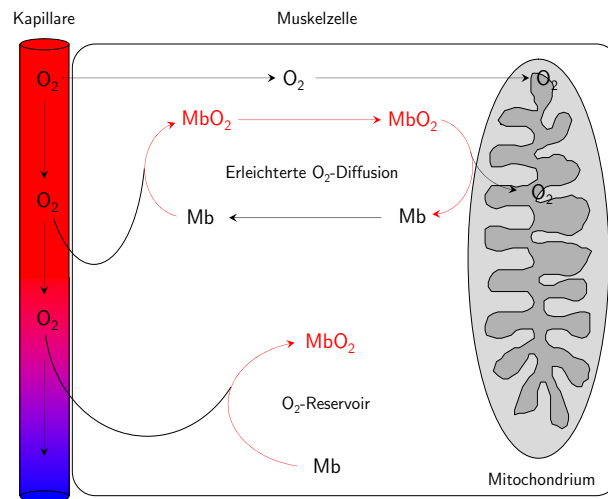 Kapillare
Muskelzelle
O₂
O₂
O₂
MbO₂
MbO₂
Erleichterte O₂-Diffusion
O₂
O₂
Mb
Mb
O₂
MbO₂
O₂-Reservoir
Mb
Mitochondrium